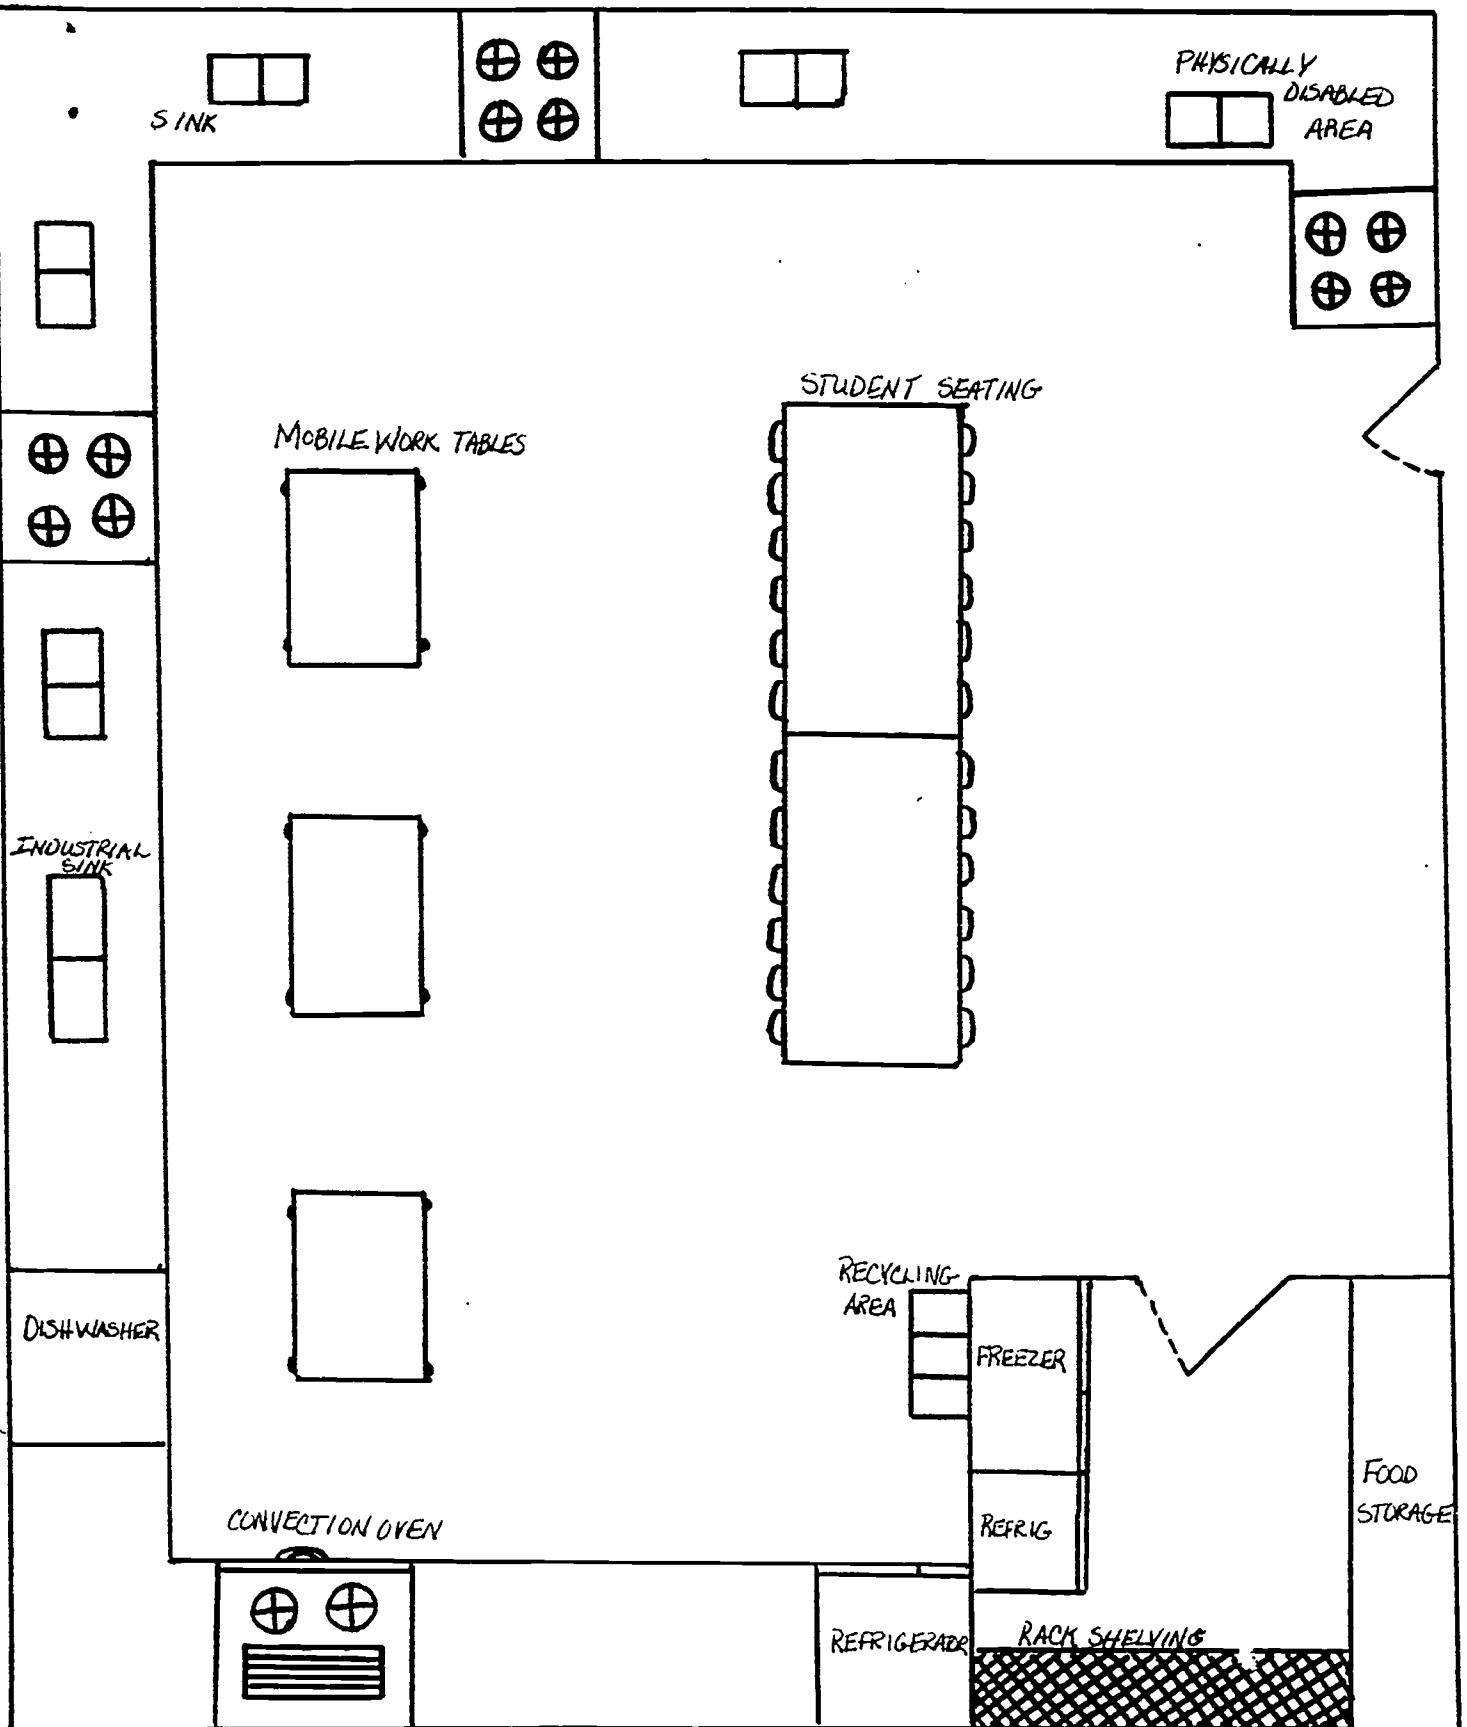 PHYSICALLY
DISABLED
AREA
SINK
STUDENT SEATING
MOBILE WORK TABLES
INDUSTRIAL
SINK
RECYCLING
AREA
DISHWASHER
FREEZER
FOOD
STORAGE
CONVECTION OVEN
REFRIG
REFRIGERATOR
RACK SHELVING